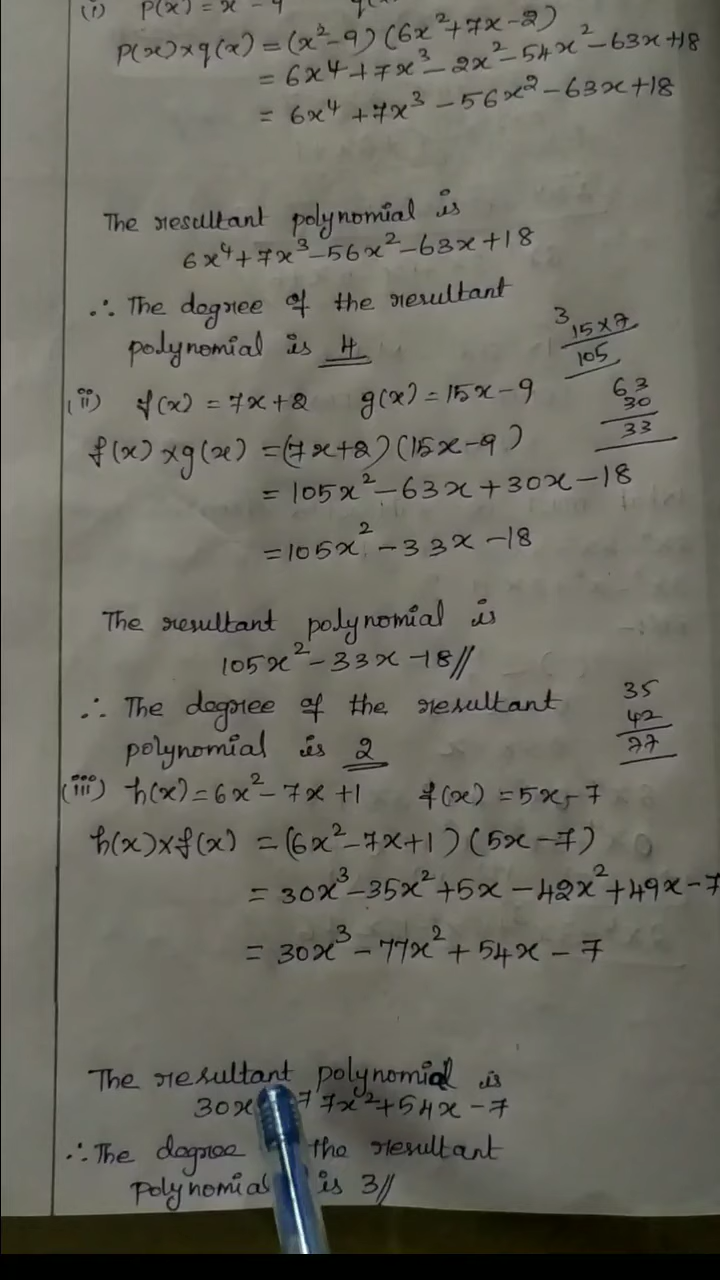 (i) P(x) = x² - 9
P(x)×q(x) = (x²-9)(6x²+7x-2)
= 6x⁴+7x³-2x²-54x²-63x+18
= 6x⁴+7x³-56x²-63x+18
The resultant polynomial is
6x⁴+7x³-56x²-63x+18
∴ The degree of the resultant
polynomial is 4
3 15×7
105
(ii) f(x) = 7x+2 g(x) = 15x-9
63
30
33
f(x)×g(x) = (7x+2)(15x-9)
= 105x²-63x+30x-18
= 105x²-33x-18
The resultant polynomial is
105x²-33x-18//
∴ The degree of the resultant
polynomial is 2
35
42
77
(iii) h(x) = 6x²-7x+1 f(x) = 5x-7
h(x)×f(x) = (6x²-7x+1)(5x-7)
= 30x³-35x²+5x-42x²+49x-7
= 30x³-77x²+54x-7
The resultant polynomial is
30x 77x²+54x-7
∴ The degree the resultant
polynomial is 3//